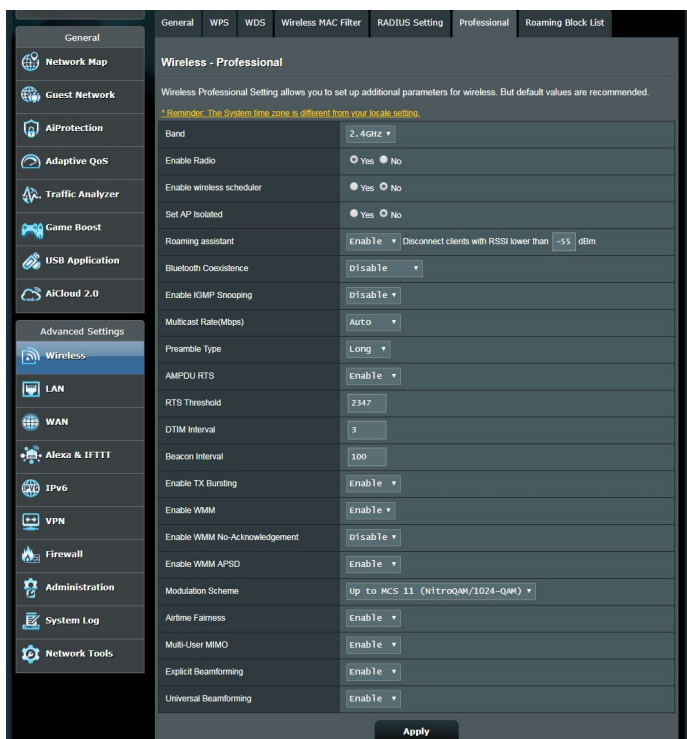 General WPS WDS Wireless MAC Filter RADIUS Setting Professional Roaming Block List
General
Network Map
Guest Network
AiProtection
Adaptive QoS
Traffic Analyzer
Game Boost
USB Application
AiCloud 2.0
Advanced Settings
Wireless
LAN
WAN
Alexa & IFTTT
IPv6
VPN
Firewall
Administration
System Log
Network Tools
Wireless - Professional
Wireless Professional Setting allows you to set up additional parameters for wireless. But default values are recommended.
* Reminder: The System time zone is different from your locale setting.
Band 2.4GHz
Enable Radio Yes No
Enable wireless scheduler Yes No
Set AP Isolated Yes No
Roaming assistant Enable Disconnect clients with RSSI lower than -55 dBm
Bluetooth Coexistence Disable
Enable IGMP Snooping Disable
Multicast Rate(Mbps) Auto
Preamble Type Long
AMPDU RTS Enable
RTS Threshold 2347
DTIM Interval 3
Beacon Interval 100
Enable TX Bursting Enable
Enable WMM Enable
Enable WMM No-Acknowledgement Disable
Enable WMM APSD Enable
Modulation Scheme Up to MCS 11 (NitroQAM/1024-QAM)
Airtime Fairness Enable
Multi-User MIMO Enable
Explicit Beamforming Enable
Universal Beamforming Enable
Apply